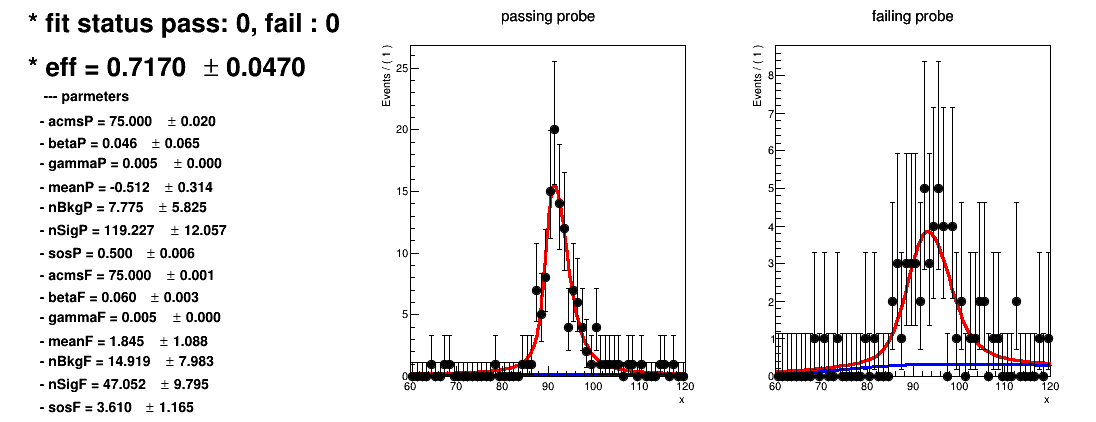 * fit status pass: 0, fail : 0
* eff = 0.7170 ± 0.0470
--- parmeters
- acmsP = 75.000 ± 0.020
- betaP = 0.046 ± 0.065
- gammaP = 0.005 ± 0.000
- meanP = -0.512 ± 0.314
- nBkgP = 7.775 ± 5.825
- nSigP = 119.227 ± 12.057
- sosP = 0.500 ± 0.006
- acmsF = 75.000 ± 0.001
- betaF = 0.060 ± 0.003
- gammaF = 0.005 ± 0.000
- meanF = 1.845 ± 1.088
- nBkgF = 14.919 ± 7.983
- nSigF = 47.052 ± 9.795
- sosF = 3.610 ± 1.165
passing probe
Events / ( 1 )
25
20
15
10
5
0
60 70 80 90 100 110 120
x
failing probe
Events / ( 1 )
8
7
6
5
4
3
2
1
0
60 70 80 90 100 110 120
x